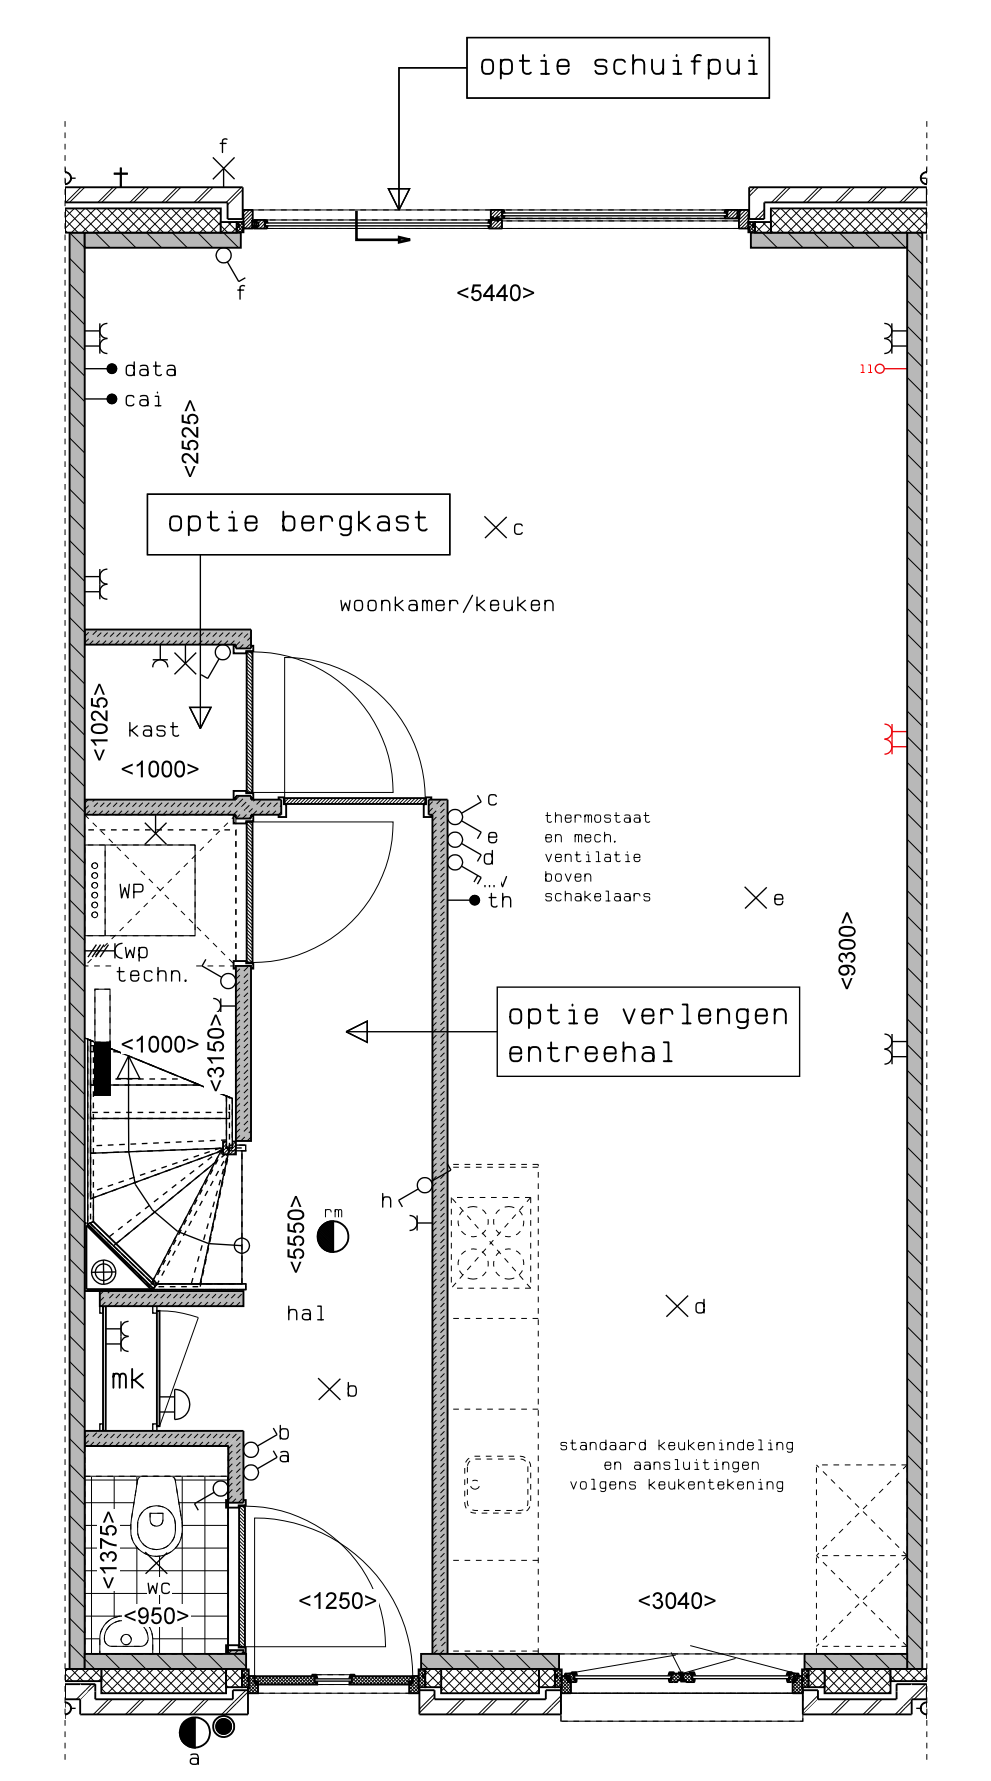 optie schuifpui
f
f
<5440>
data
11
cai
<2525>
optie bergkast
c
woonkamer/keuken
<1025>
kast
<1000>
c
e
d
th
thermostaat
en mech.
ventilatie
boven
schakelaars
WP
e
wp
techn.
<9300>
optie verlengen
entreehal
<1000>
<3150>
h
rm
<5550>
hal
d
mk
b
b
a
standaard keukenindeling
en aansluitingen
volgens keukentekening
<1375>
wc
<950>
<1250>
<3040>
a